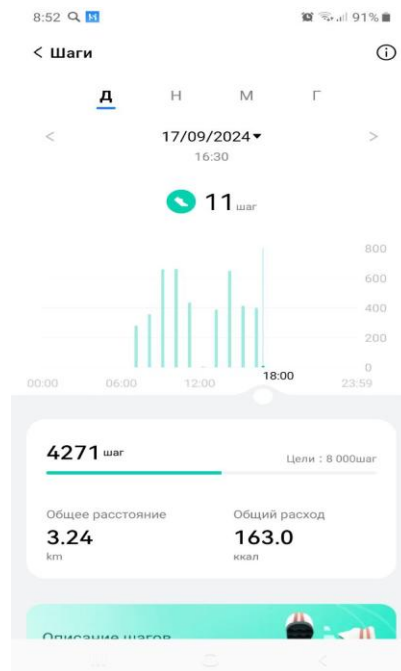 8:52
91%
Шаги
Д Н М Г
17/09/2024
16:30
11 шаг
800
600
400
200
0
00:00 06:00 12:00 18:00 23:59
4271 шаг
Цели : 8 000шаг
Общее расстояние Общий расход
3.24 163.0
km ккал
Описание шагов